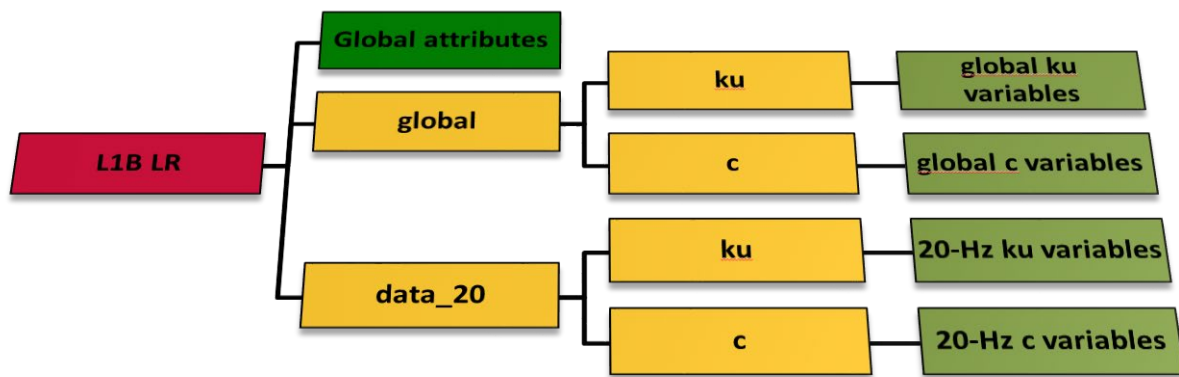 Global attributes
ku
global ku
variables
global
L1B LR
c
global c variables
ku
20-Hz ku variables
data_20
c
20-Hz c variables